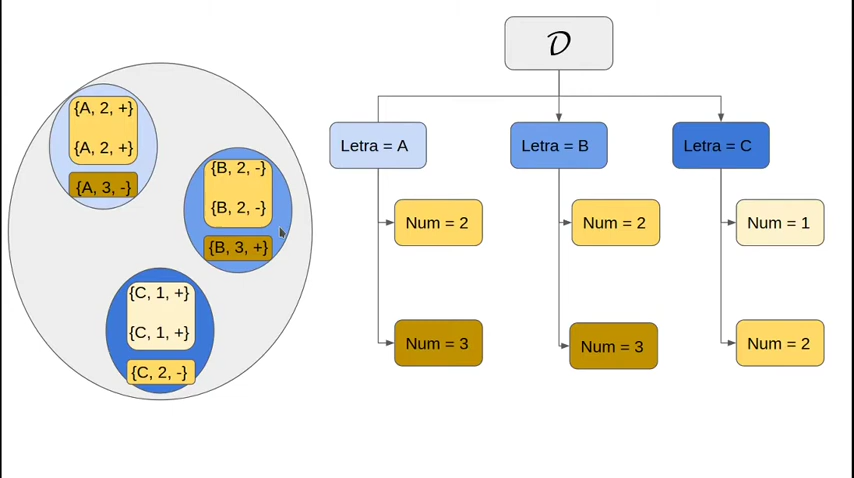 {A, 2, +}
{A, 2, +}
{A, 3, -}
{B, 2, -}
{B, 2, -}
{B, 3, +}
{C, 1, +}
{C, 1, +}
{C, 2, -}
𝒟
Letra = A
Letra = B
Letra = C
Num = 2
Num = 2
Num = 1
Num = 3
Num = 3
Num = 2